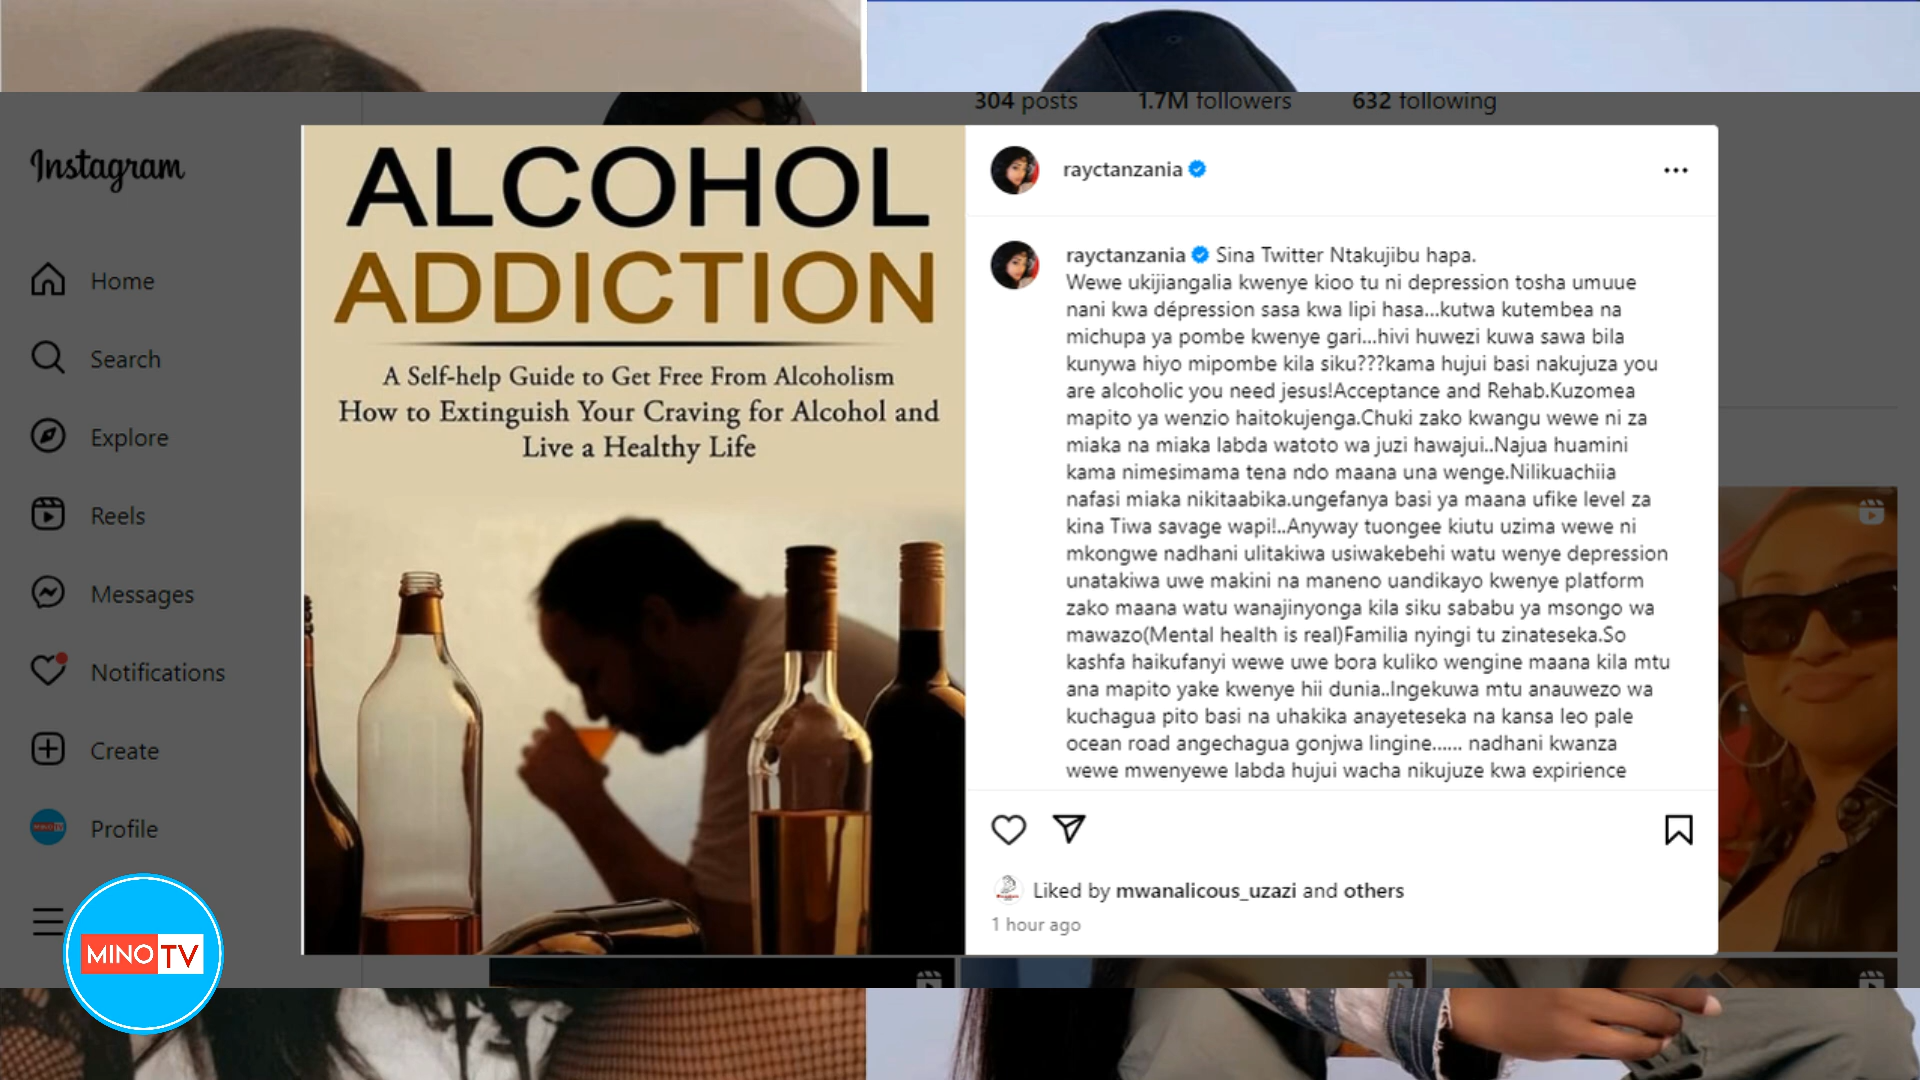 304 posts 1.7M followers 632 following
Instagram
Home
Search
Explore
Reels
Messages
Notifications
Create
Profile
MINO TV
ALCOHOL
ADDICTION
A Self-help Guide to Get Free From Alcoholism
How to Extinguish Your Craving for Alcohol and
Live a Healthy Life
rayctanzania
rayctanzania Sina Twitter Ntakujibu hapa.
Wewe ukijiangalia kwenye kioo tu ni depression tosha umuue
nani kwa dépression sasa kwa lipi hasa...kutwa kutembea na
michupa ya pombe kwenye gari...hivi huwezi kuwa sawa bila
kunywa hiyo mipombe kila siku???kama hujui basi nakujuza you
are alcoholic you need jesus!Acceptance and Rehab.Kuzomea
mapito ya wenzio haitokujenga.Chuki zako kwangu wewe ni za
miaka na miaka labda watoto wa juzi hawajui..Najua huamini
kama nimesimama tena ndo maana una wenge.Nilikuachiia
nafasi miaka nikitaabika.ungefanya basi ya maana ufike level za
kina Tiwa savage wapi!..Anyway tuongee kiutu uzima wewe ni
mkongwe nadhani ulitakiwa usiwakebehi watu wenye depression
unatakiwa uwe makini na maneno uandikayo kwenye platform
zako maana watu wanajinyonga kila siku sababu ya msongo wa
mawazo(Mental health is real)Familia nyingi tu zinateseka.So
kashfa haikufanyi wewe uwe bora kuliko wengine maana kila mtu
ana mapito yake kwenye hii dunia..Ingekuwa mtu anauwezo wa
kuchagua pito basi na uhakika anayeteseka na kansa leo pale
ocean road angechagua gonjwa lingine...... nadhani kwanza
wewe mwenyewe labda hujui wacha nikujuze kwa expirience
Liked by mwanalicous_uzazi and others
1 hour ago